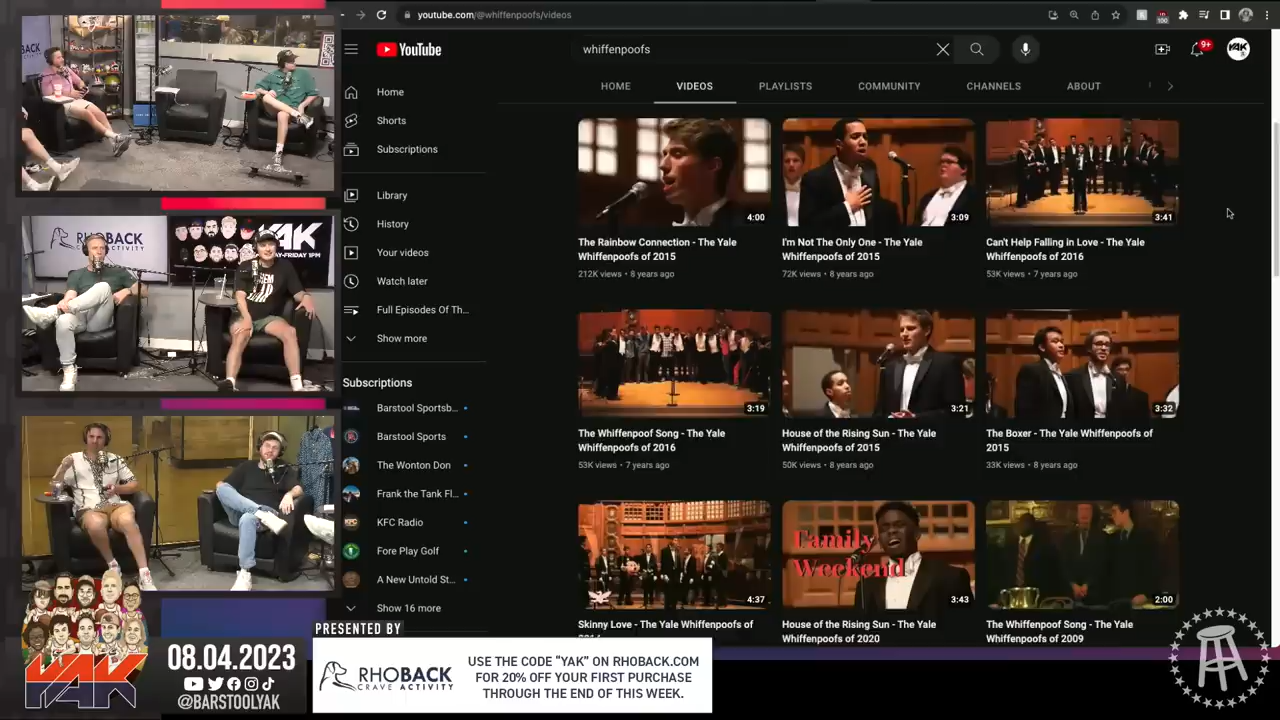 youtube.com/@whiffenpoofs/videos
YouTube
whiffenpoofs
9+
YAK
HOME
VIDEOS
PLAYLISTS
COMMUNITY
CHANNELS
ABOUT
Home
Shorts
Subscriptions
Library
History
Your videos
Watch later
Full Episodes Of Th...
Show more
Subscriptions
Barstool Sportsb...
Barstool Sports
The Wonton Don
Frank the Tank Fl...
KFC Radio
Fore Play Golf
A New Untold St...
Show 16 more
4:00
3:09
3:41
The Rainbow Connection - The Yale
Whiffenpoofs of 2015
212K views • 8 years ago
I'm Not The Only One - The Yale
Whiffenpoofs of 2015
72K views • 8 years ago
Can't Help Falling in Love - The Yale
Whiffenpoofs of 2016
53K views • 7 years ago
3:19
3:21
3:32
The Whiffenpoof Song - The Yale
Whiffenpoofs of 2016
53K views • 7 years ago
House of the Rising Sun - The Yale
Whiffenpoofs of 2015
50K views • 8 years ago
The Boxer - The Yale Whiffenpoofs of
2015
33K views • 8 years ago
Family
Weekend
4:37
3:43
2:00
Skinny Love - The Yale Whiffenpoofs of
House of the Rising Sun - The Yale
Whiffenpoofs of 2020
The Whiffenpoof Song - The Yale
Whiffenpoofs of 2009
BACK
ACTIVITY
RHOBACK
CRAVE ACTIVITY
YAK
AY-FRIDAY 1PM
YAK
08.04.2023
@BARSTOOLYAK
PRESENTED BY
RHOBACK
CRAVE ACTIVITY
USE THE CODE "YAK" ON RHOBACK.COM
FOR 20% OFF YOUR FIRST PURCHASE
THROUGH THE END OF THIS WEEK.